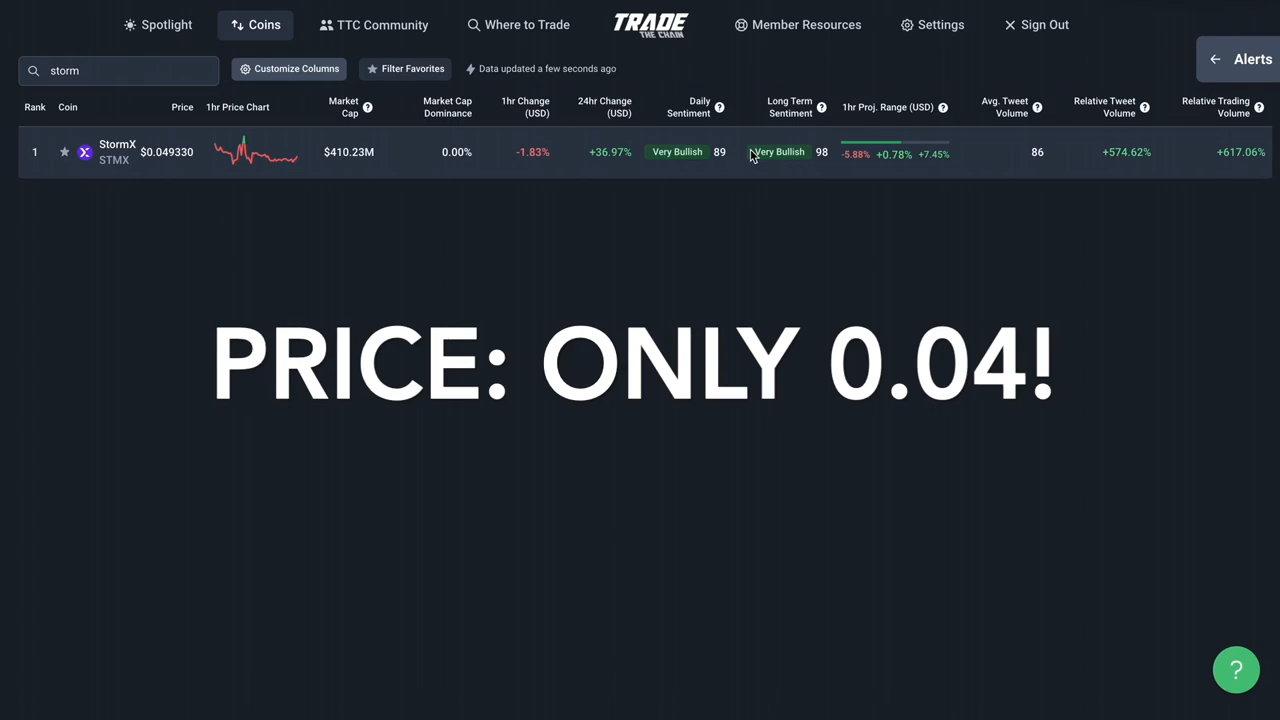 Spotlight
Coins
TTC Community
Where to Trade
TRADE
THE CHAIN
Member Resources
Settings
Sign Out
storm
Customize Columns
Filter Favorites
Data updated a few seconds ago
Alerts
Rank
Coin
Price
1hr Price Chart
Market
Cap ?
Market Cap
Dominance
1hr Change
(USD)
24hr Change
(USD)
Daily
Sentiment ?
Long Term
Sentiment ?
1hr Proj. Range (USD) ?
Avg. Tweet
Volume ?
Relative Tweet
Volume ?
Relative Trading
Volume ?
1
StormX
STMX
$0.049330
$410.23M
0.00%
-1.83%
+36.97%
Very Bullish 89
Very Bullish 98
-5.88% +0.78% +7.45%
86
+574.62%
+617.06%
PRICE: ONLY 0.04!
?